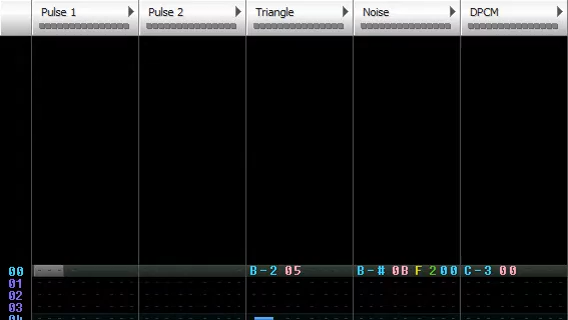 Pulse 1 Pulse 2 Triangle Noise DPCM
00 --- B-2 05 B-# 0B F 200 C-3 00
01
02
03